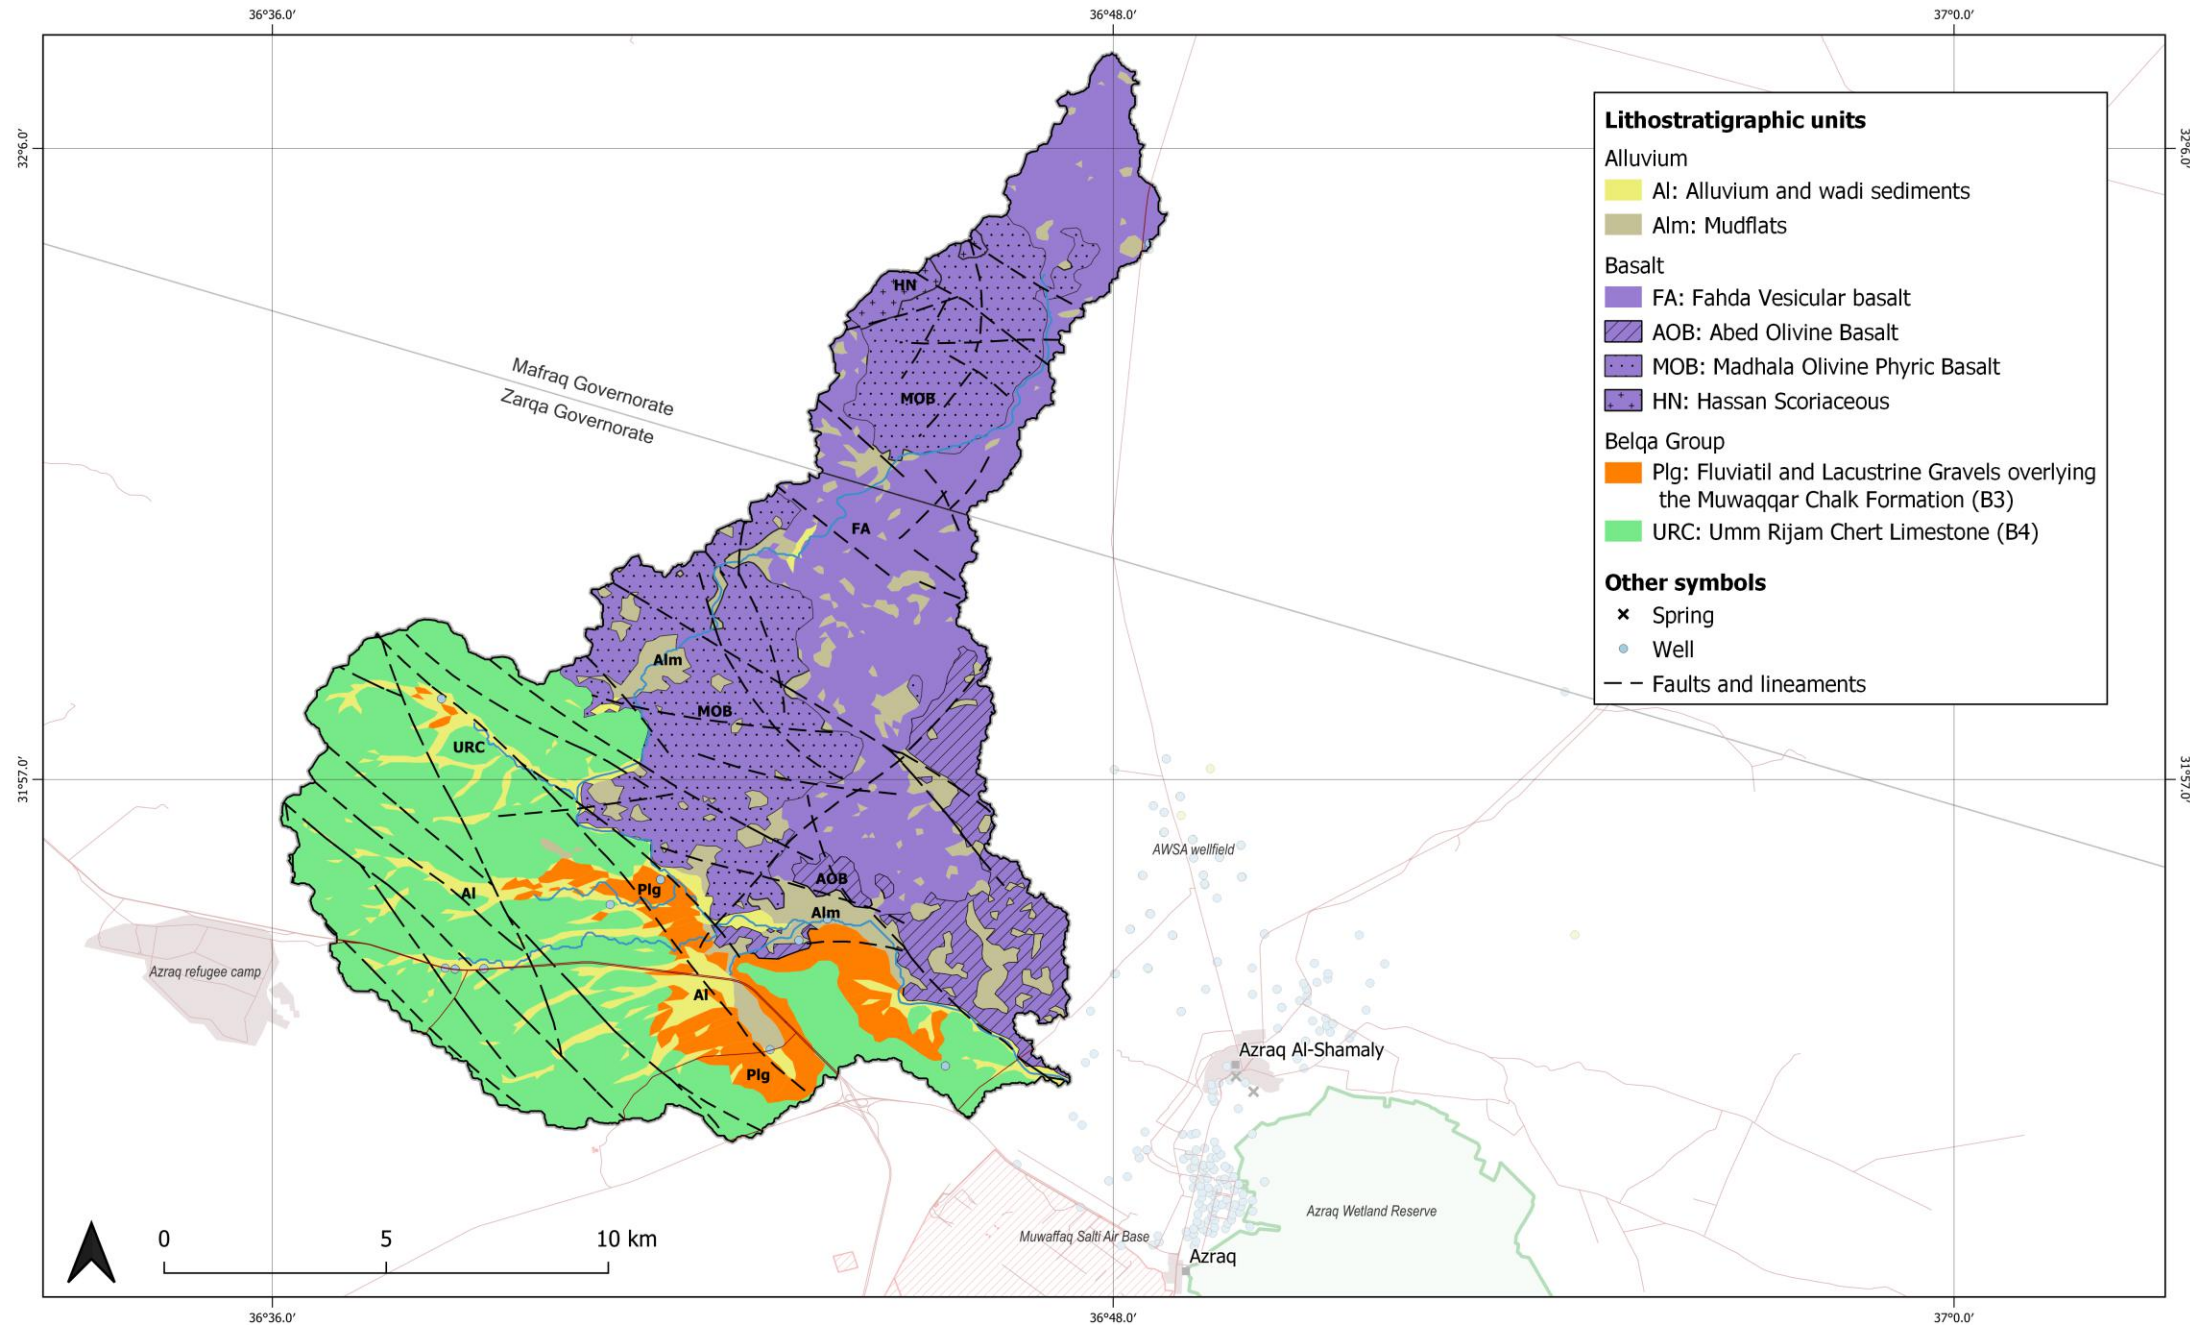 36°36.0′
36°48.0′
37°0.0′
32°6.0′
32°6.0′
Lithostratigraphic units
Alluvium
Al: Alluvium and wadi sediments
Alm: Mudflats
Basalt
FA: Fahda Vesicular basalt
AOB: Abed Olivine Basalt
MOB: Madhala Olivine Phyric Basalt
HN: Hassan Scoriaceous
Belqa Group
Plg: Fluviatil and Lacustrine Gravels overlying
the Muwaqqar Chalk Formation (B3)
URC: Umm Rijam Chert Limestone (B4)
Other symbols
Spring
Well
Faults and lineaments
HN
Mafraq Governorate
Zarqa Governorate
MOB
FA
Alm
MOB
URC
31°57.0′
31°57.0′
AWSA wellfield
AOB
Plg
Al
Alm
Azraq refugee camp
Al
Azraq Al-Shamaly
Plg
Azraq Wetland Reserve
Muwaffaq Salti Air Base
Azraq
0
5
10 km
36°36.0′
36°48.0′
37°0.0′